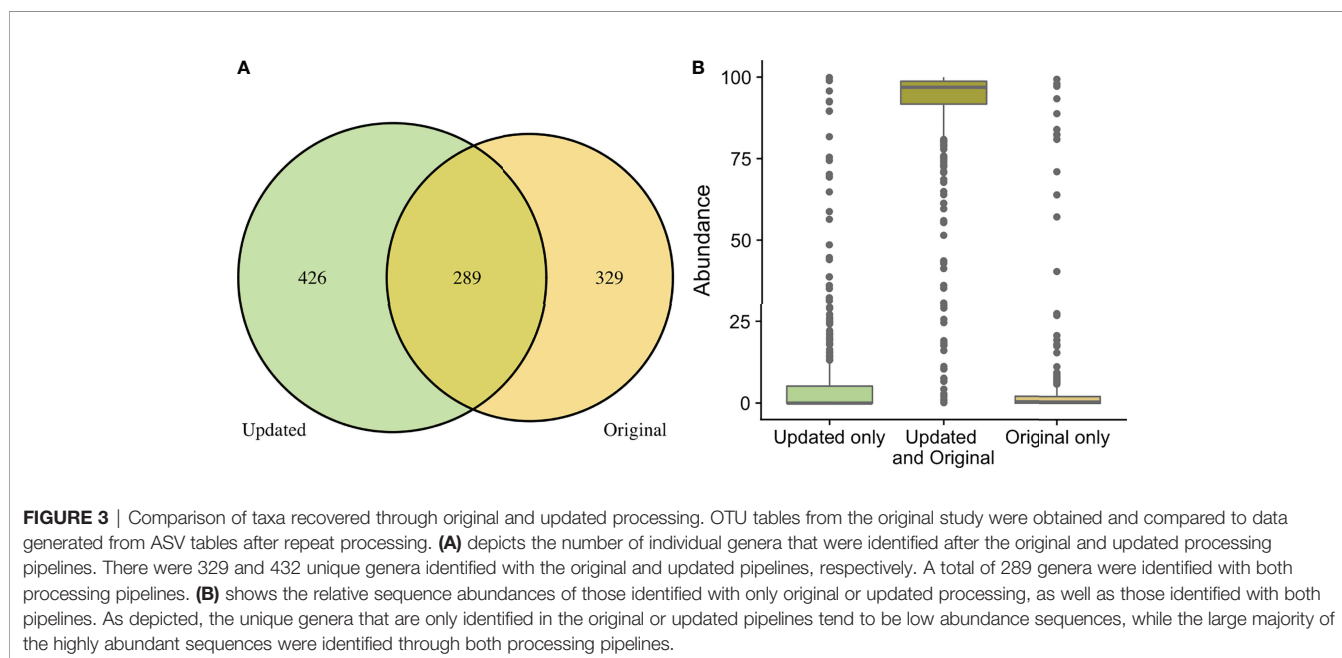 A
426
289
329
Updated
Original
B
100
75
50
25
0
Abundance
Updated only
Updated and Original
Original only
FIGURE 3 | Comparison of taxa recovered through original and updated processing. OTU tables from the original study were obtained and compared to data
generated from ASV tables after repeat processing. (A) depicts the number of individual genera that were identified after the original and updated processing
pipelines. There were 329 and 432 unique genera identified with the original and updated pipelines, respectively. A total of 289 genera were identified with both
processing pipelines. (B) shows the relative sequence abundances of those identified with only original or updated processing, as well as those identified with both
pipelines. As depicted, the unique genera that are only identified in the original or updated pipelines tend to be low abundance sequences, while the large majority of
the highly abundant sequences were identified through both processing pipelines.